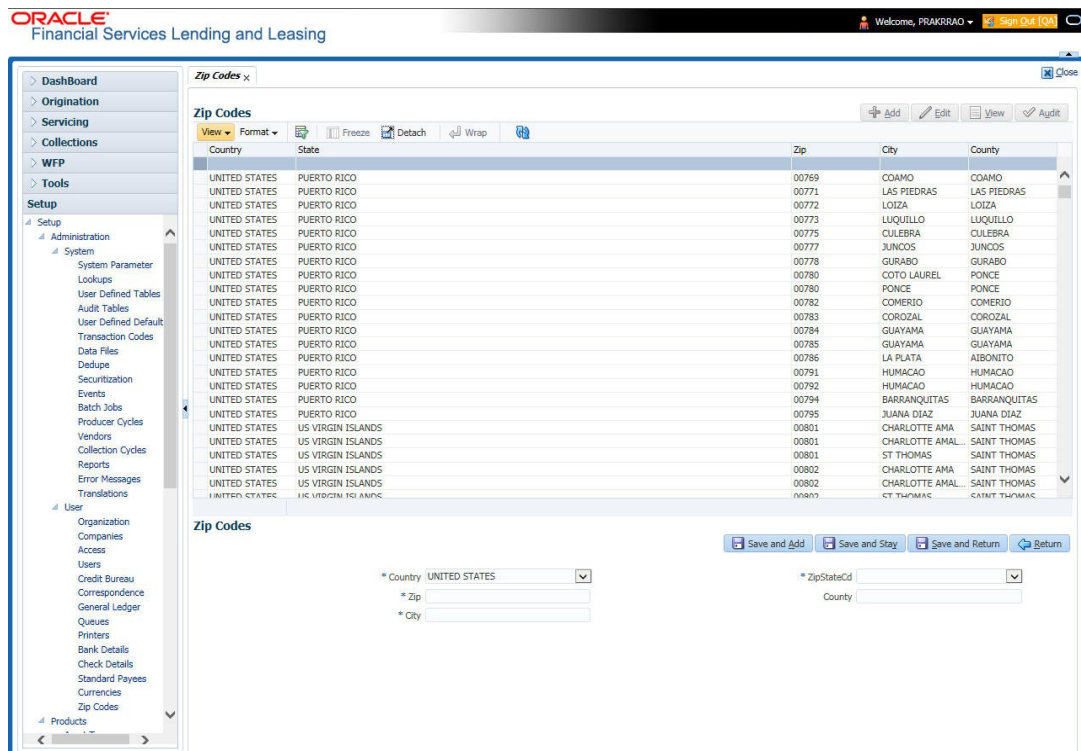 ORACLE
Financial Services Lending and Leasing
Welcome, PRAKRRAO
Sign Out [QA]
DashBoard
Origination
Servicing
Collections
WFP
Tools
Setup
Setup
Administration
System
System Parameter
Lookups
User Defined Tables
Audit Tables
User Defined Default
Transaction Codes
Data Files
Dedupe
Securitization
Events
Batch Jobs
Producer Cycles
Vendors
Collection Cycles
Reports
Error Messages
Translations
User
Organization
Companies
Access
Users
Credit Bureau
Correspondence
General Ledger
Queues
Printers
Bank Details
Check Details
Standard Payees
Currencies
Zip Codes
Products
Zip Codes x
Close
Zip Codes
Add Edit View Audit
View Format Freeze Detach Wrap
Country State Zip City County
UNITED STATES PUERTO RICO 00769 COAMO COAMO
UNITED STATES PUERTO RICO 00771 LAS PIEDRAS LAS PIEDRAS
UNITED STATES PUERTO RICO 00772 LOIZA LOIZA
UNITED STATES PUERTO RICO 00773 LUQUILLO LUQUILLO
UNITED STATES PUERTO RICO 00775 CULEBRA CULEBRA
UNITED STATES PUERTO RICO 00777 JUNCOS JUNCOS
UNITED STATES PUERTO RICO 00778 GURABO GURABO
UNITED STATES PUERTO RICO 00780 COTO LAUREL PONCE
UNITED STATES PUERTO RICO 00780 PONCE PONCE
UNITED STATES PUERTO RICO 00782 COMERIO COMERIO
UNITED STATES PUERTO RICO 00783 COROZAL COROZAL
UNITED STATES PUERTO RICO 00784 GUAYAMA GUAYAMA
UNITED STATES PUERTO RICO 00785 GUAYAMA GUAYAMA
UNITED STATES PUERTO RICO 00786 LA PLATA AIBONITO
UNITED STATES PUERTO RICO 00791 HUMACAO HUMACAO
UNITED STATES PUERTO RICO 00792 HUMACAO HUMACAO
UNITED STATES PUERTO RICO 00794 BARRANQUITAS BARRANQUITAS
UNITED STATES PUERTO RICO 00795 JUANA DIAZ JUANA DIAZ
UNITED STATES US VIRGIN ISLANDS 00801 CHARLOTTE AMA SAINT THOMAS
UNITED STATES US VIRGIN ISLANDS 00801 CHARLOTTE AMAL... SAINT THOMAS
UNITED STATES US VIRGIN ISLANDS 00801 ST THOMAS SAINT THOMAS
UNITED STATES US VIRGIN ISLANDS 00802 CHARLOTTE AMA SAINT THOMAS
UNITED STATES US VIRGIN ISLANDS 00802 CHARLOTTE AMAL... SAINT THOMAS
UNITED STATES US VIRGIN ISLANDS 00802 ST THOMAS SAINT THOMAS
Zip Codes
Save and Add Save and Stay Save and Return Return
* Country UNITED STATES * ZipStateCd
* Zip County
* City